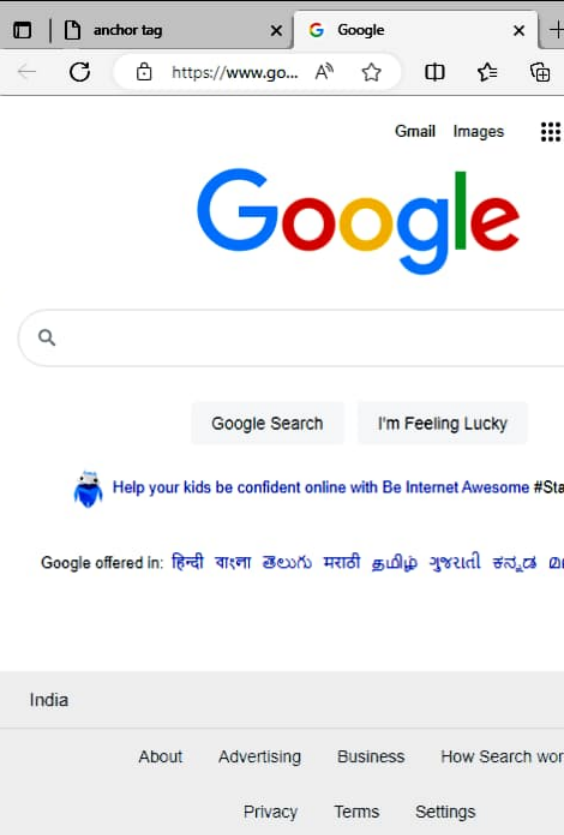 anchor tag Google
https://www.go...
Gmail Images
Google
Google Search I'm Feeling Lucky
Help your kids be confident online with Be Internet Awesome
Google offered in: हिन्दी বাংলা తెలుగు मराठी தமிழ் ગુજરાતી ಕನ್ನಡ
India
About Advertising Business How Search
Privacy Terms Settings